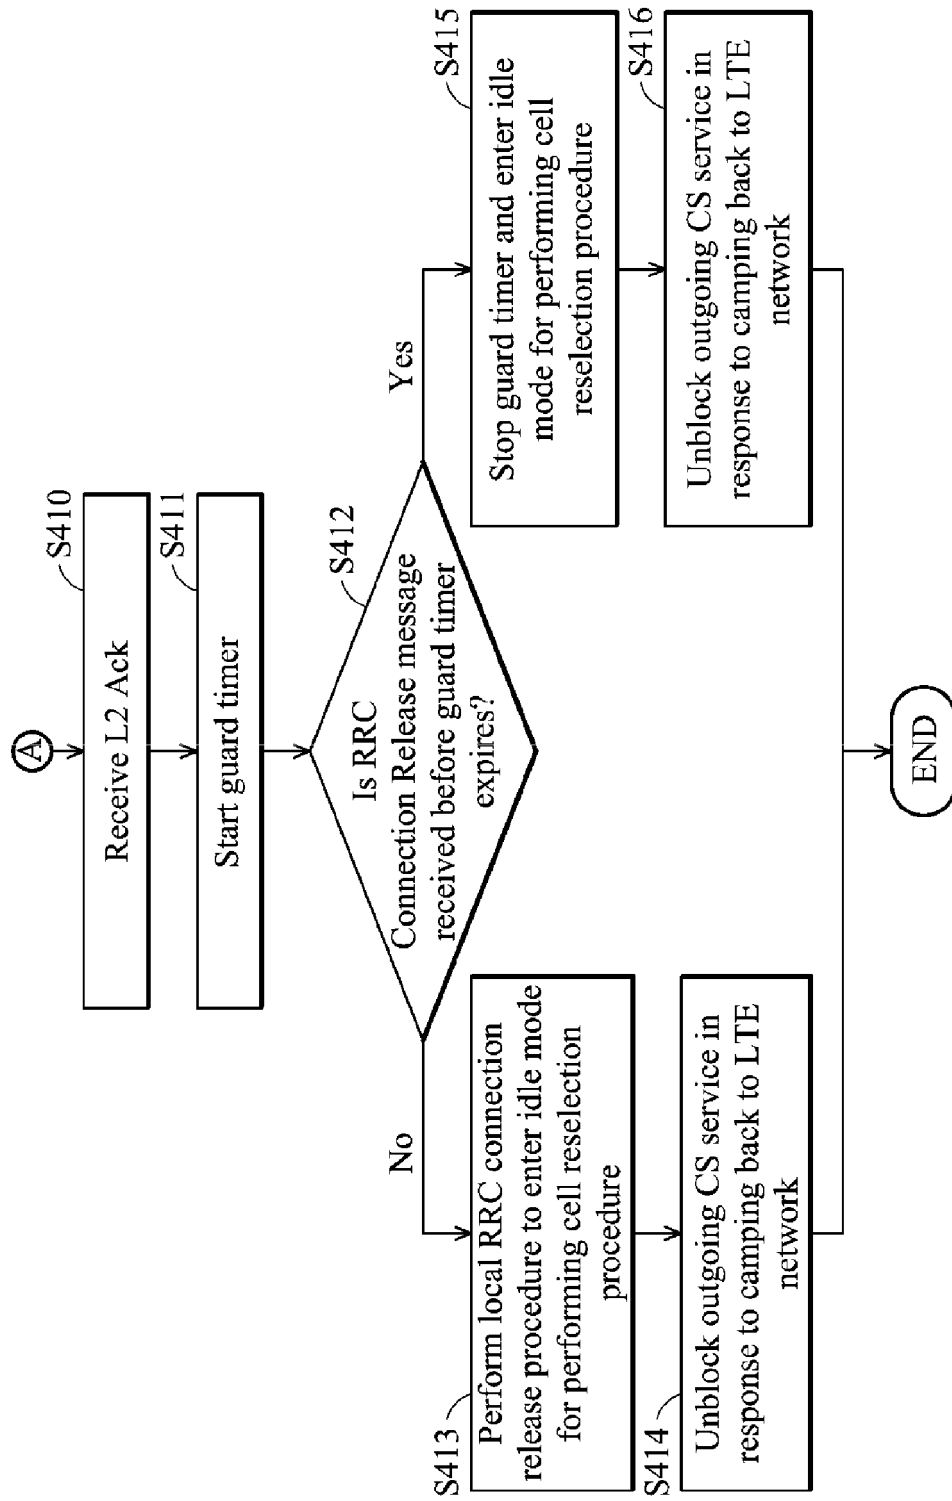 A
S410
Receive L2 Ack
S411
Start guard timer
S412
Is RRC
Connection Release message
received before guard timer
expires?
No
Yes
S413
Perform local RRC connection
release procedure to enter idle mode
for performing cell reselection
procedure
S414
Unblock outgoing CS service in
response to camping back to LTE
network
S415
Stop guard timer and enter idle
mode for performing cell
reselection procedure
S416
Unblock outgoing CS service in
response to camping back to LTE
network
END